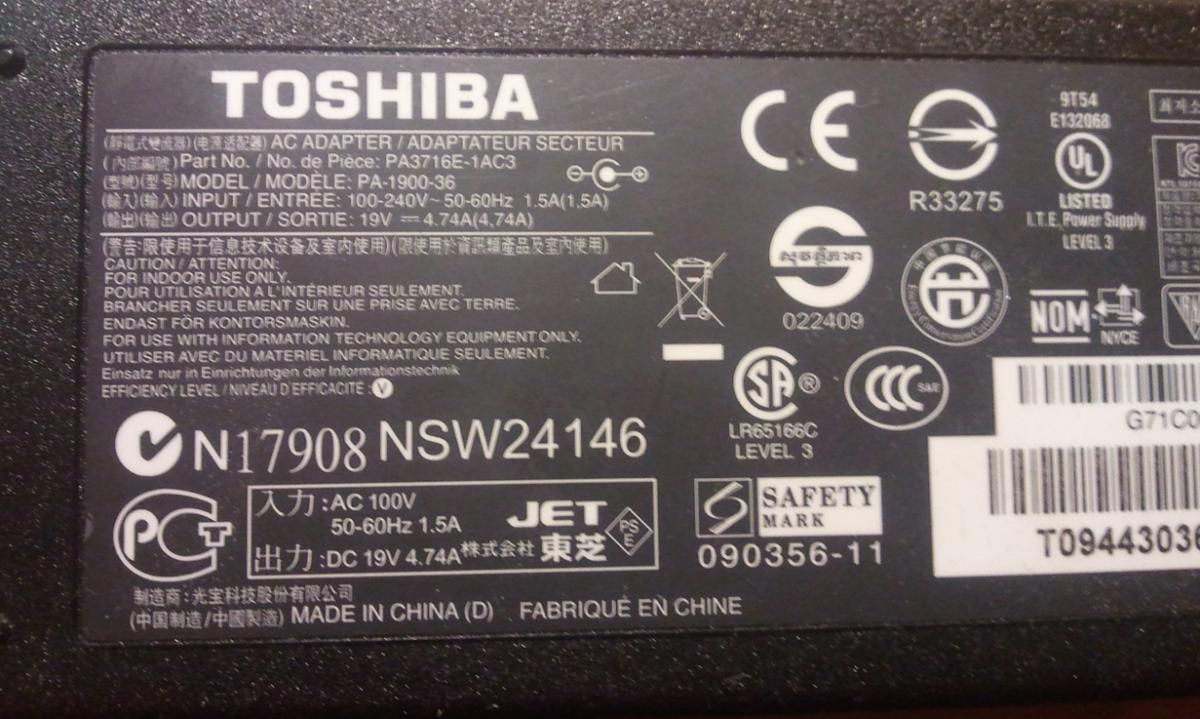 TOSHIBA
(靜電式變流器)(电源适配器) AC ADAPTER / ADAPTATEUR SECTEUR
(內部編號) Part No. / No. de Pièce: PA3716E-1AC3
(型號)(型号) MODEL / MODÈLE: PA-1900-36
(輸入)(输入) INPUT / ENTRÉE: 100-240V~50-60Hz 1.5A(1.5A)
(輸出)(输出) OUTPUT / SORTIE: 19V ⎓ 4.74A(4.74A)
(警告:限使用于信息技术设备及室内使用)(限使用於資訊類產品及室內使用)
CAUTION / ATTENTION:
FOR INDOOR USE ONLY.
POUR UTILISATION A L'INTÉRIEUR SEULEMENT.
BRANCHER SEULEMENT SUR UNE PRISE AVEC TERRE.
ENDAST FÖR KONTORSMASKIN.
FOR USE WITH INFORMATION TECHNOLOGY EQUIPMENT ONLY.
UTILISER AVEC DU MATERIEL INFORMATIQUE SEULEMENT.
Einsatz nur in Einrichtungen der Informationstechnik
EFFICIENCY LEVEL / NIVEAU D'EFFICACITÉ : V
N17908 NSW24146
PCT
入力 : AC 100V
50-60Hz 1.5A
出力 : DC 19V 4.74A
JET
株式会社 東芝
PS
E
制造商 : 光宝科技股份有限公司
(中国制造/中國製造) MADE IN CHINA (D) FABRIQUÉ EN CHINE
CE
R33275
9T54
E132068
UL
LISTED
I.T.E. Power Supply
LEVEL 3
022409
NOM
NYCE
SA ®
LR65166C
LEVEL 3
CCC S&E
SAFETY
MARK
090356-11
G71C0
T09443036